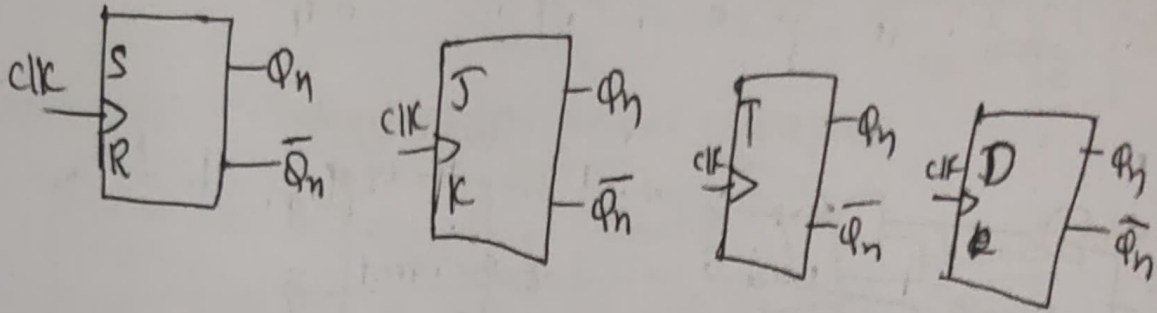 clk S Qn
R Q̅n
clk J Qn
K Q̅n
clk T Qn
Q̅n
clk D Qn
Q̅n